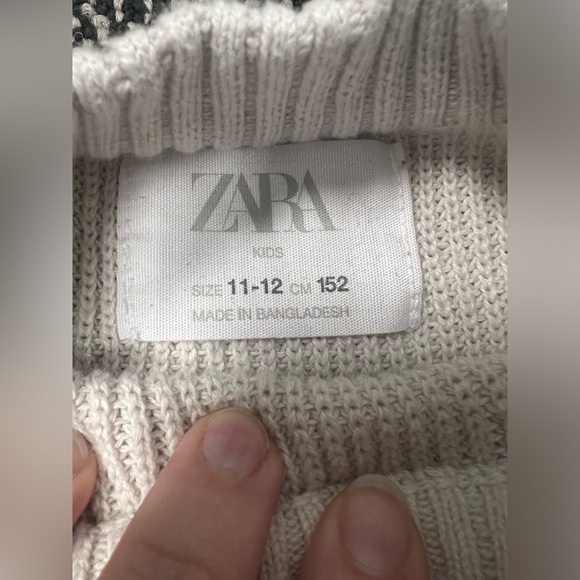 ZARA
KIDS
SIZE 11-12 CM 152
MADE IN BANGLADESH